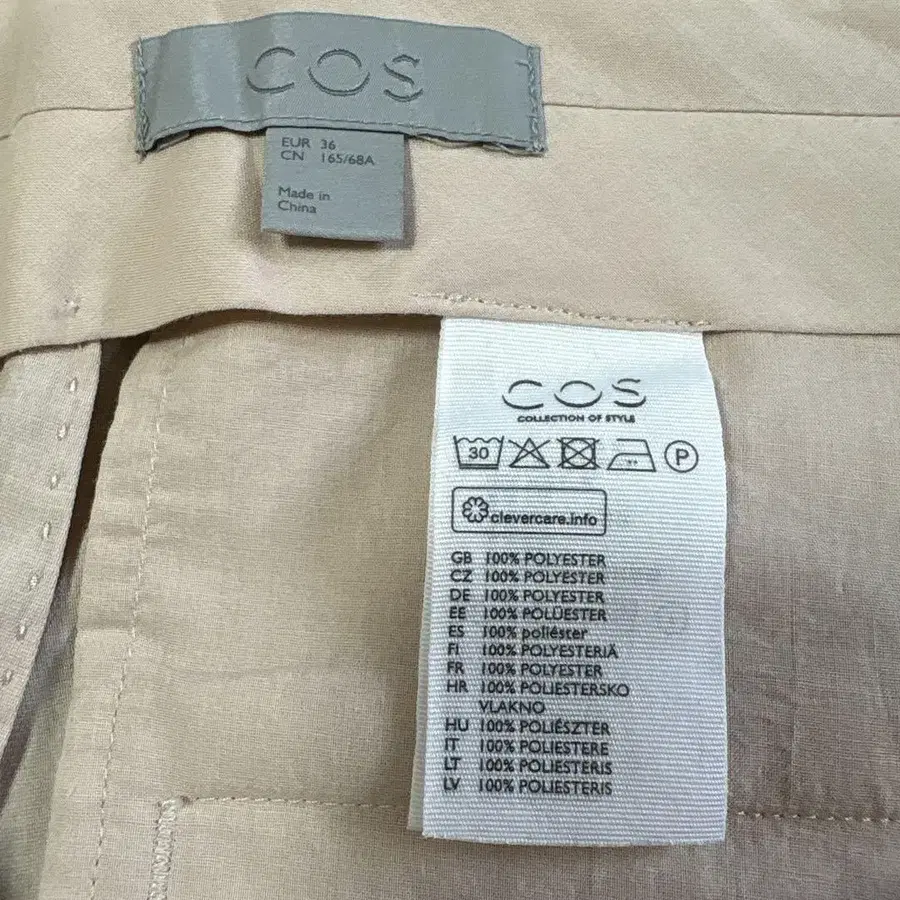 COS
EUR 36
CN 165/68A
Made in
China
COS
COLLECTION OF STYLE
30
P
clevercare.info
GB 100% POLYESTER
CZ 100% POLYESTER
DE 100% POLYESTER
EE 100% POLÜESTER
ES 100% poliéster
FI 100% POLYESTERIÄ
FR 100% POLYESTER
HR 100% POLIESTERSKO
VLAKNO
HU 100% POLIÉSZTER
IT 100% POLIESTERE
LT 100% POLIESTERIS
LV 100% POLIESTERIS